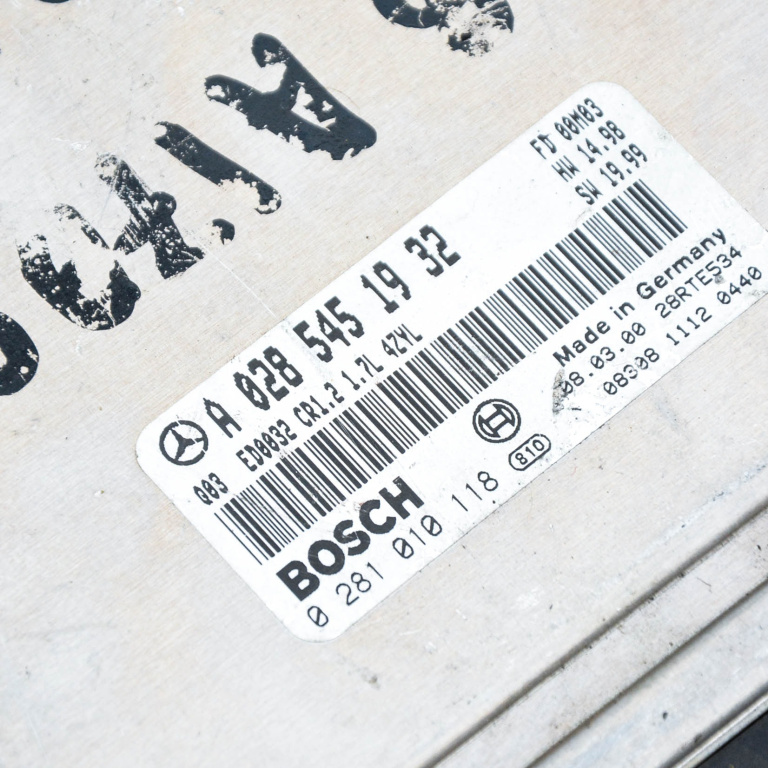 FD 00M03
HW 14.98
SW 19.99
A 028 545 19 32
Q03 ED0032 CR1.2 1.7L 4ZYL
Made in Germany
08.03.00 28RTE534
08308 1112 0440
BOSCH
0 281 010 118
810